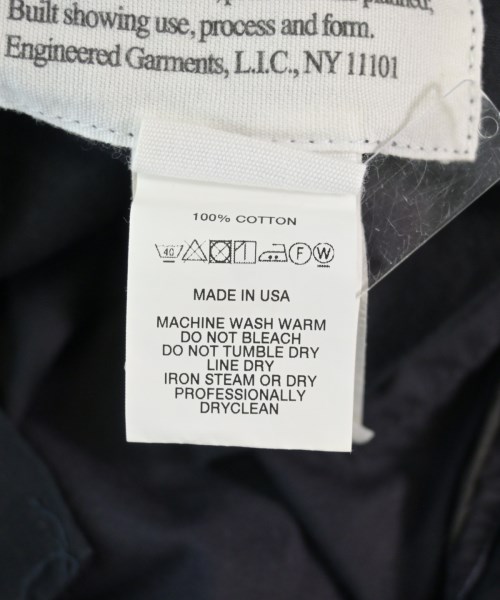 Built showing use, process and form.
Engineered Garments, L.I.C., NY 11101
100% COTTON
40 F W
MADE IN USA
MACHINE WASH WARM
DO NOT BLEACH
DO NOT TUMBLE DRY
LINE DRY
IRON STEAM OR DRY
PROFESSIONALLY
DRYCLEAN